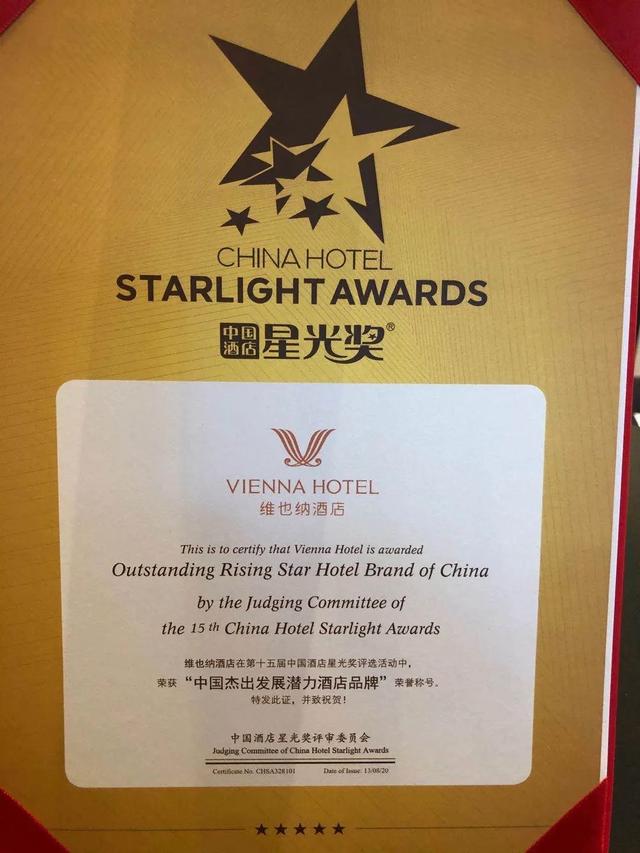 CHINA HOTEL
STARLIGHT AWARDS
中国酒店 星光奖®
VIENNA HOTEL
维也纳酒店
This is to certify that Vienna Hotel is awarded
Outstanding Rising Star Hotel Brand of China
by the Judging Committee of
the 15 th China Hotel Starlight Awards
维也纳酒店在第十五届中国酒店星光奖评选活动中，
荣获“中国杰出发展潜力酒店品牌”荣誉称号。
特发此证，并致祝贺！
中国酒店星光奖评审委员会
Judging Committee of China Hotel Starlight Awards
Certificate No. CHSA328101 Date of Issue: 13/08/20